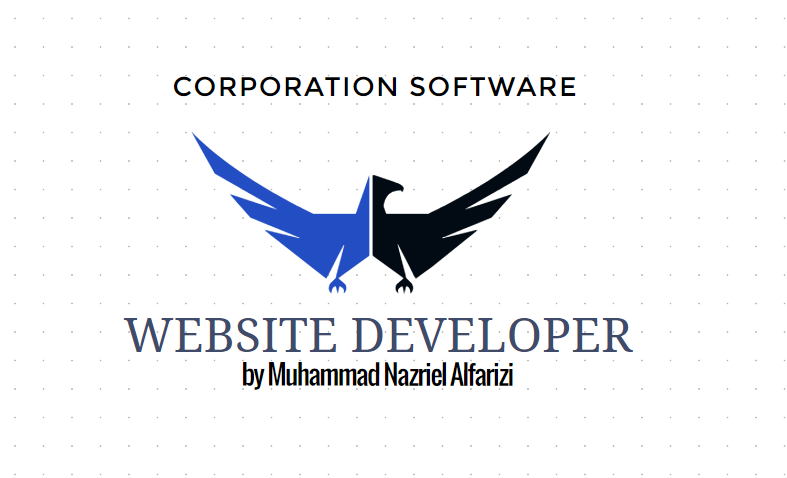 CORPORATION SOFTWARE
WEBSITE DEVELOPER
by Muhammad Nazriel Alfarizi